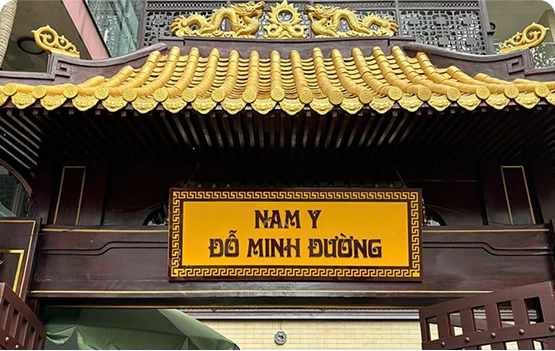 NAM Y
ĐỖ MINH ĐƯỜNG